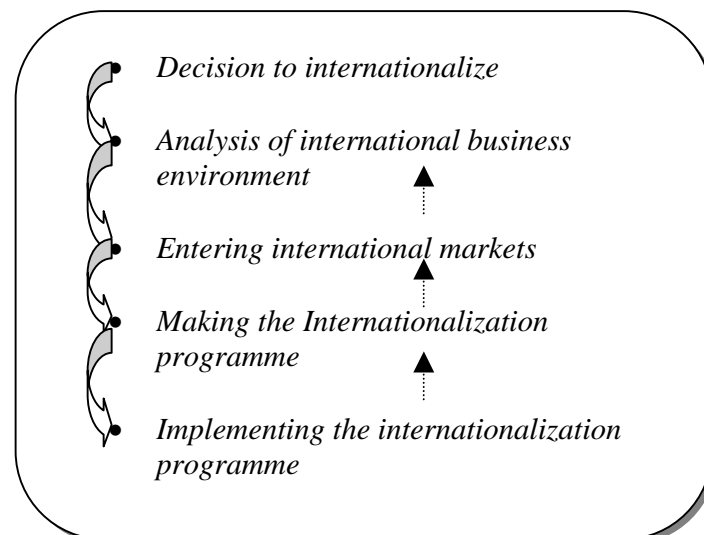 • Decision to internationalize
• Analysis of international business
environment
• Entering international markets
• Making the Internationalization
programme
• Implementing the internationalization
programme